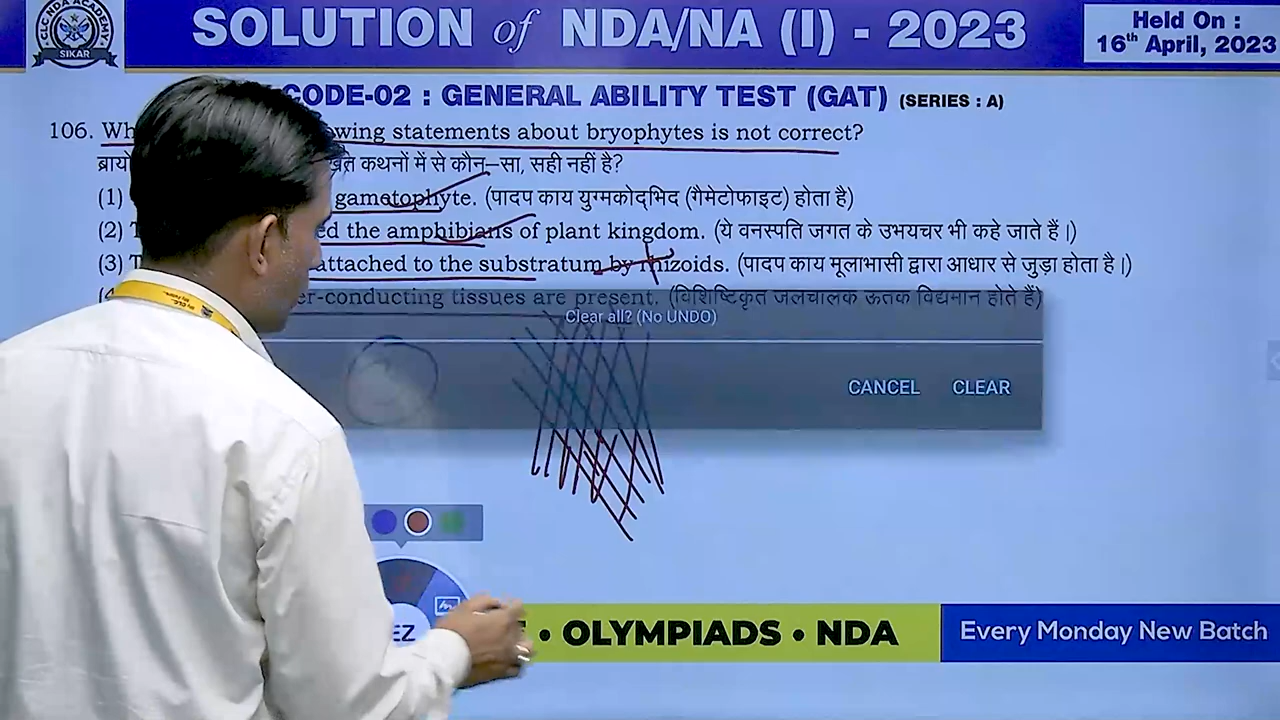 CLC NDA ACADEMY
SIKAR
SOLUTION of NDA/NA (I) - 2023
Held On :
16th April, 2023
CODE-02 : GENERAL ABILITY TEST (GAT) (SERIES : A)
106. statements about bryophytes is not correct?
कथनों में से कौन–सा, सही नहीं है?
(1) gametophyte. (पादप काय युग्मकोद्भिद (गैमेटोफाइट) होता है)
(2) the amphibians of plant kingdom. (ये वनस्पति जगत के उभयचर भी कहे जाते हैं।)
(3) attached to the substratum by rhizoids. (पादप काय मूलाभासी द्वारा आधार से जुड़ा होता है।)
tissues are present. (विशिष्टिकृत जलचालक ऊतक विद्यमान होते हैं)
Clear all? (No UNDO)
CANCEL CLEAR
EZ
• OLYMPIADS • NDA
Every Monday New Batch